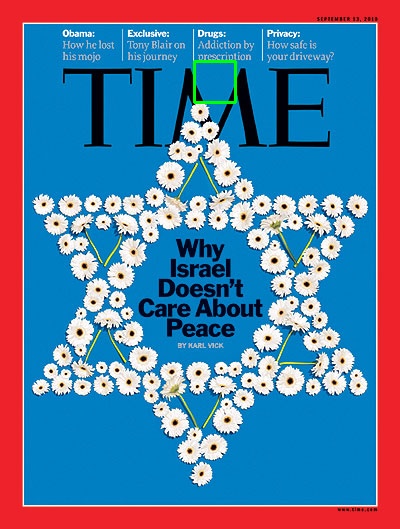 SEPTEMBER 13, 2010
Obama:
How he lost
his mojo
Exclusive:
Tony Blair on
his journey
Drugs:
Addiction by
prescription
Privacy:
How safe is
your driveway?
TIME
Why
Israel
Doesn't
Care About
Peace
BY KARL VICK
www.time.com